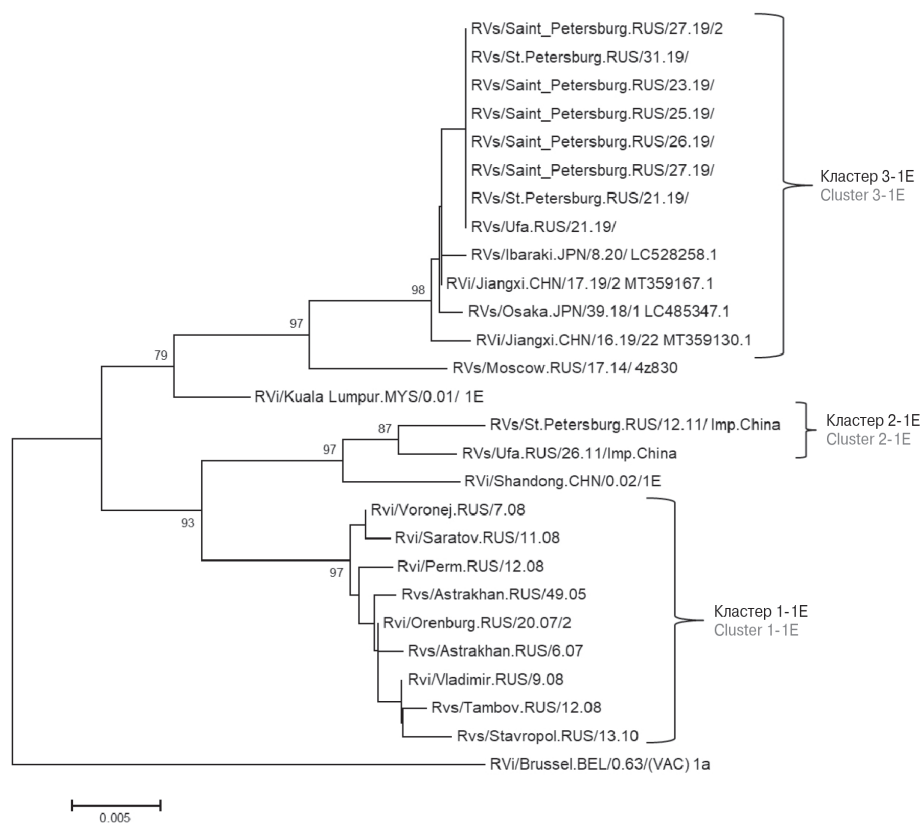 RVs/Saint_Petersburg.RUS/27.19/2
RVs/St.Petersburg.RUS/31.19/
RVs/Saint_Petersburg.RUS/23.19/
RVs/Saint_Petersburg.RUS/25.19/
RVs/Saint_Petersburg.RUS/26.19/
RVs/Saint_Petersburg.RUS/27.19/
RVs/St.Petersburg.RUS/21.19/
RVs/Ufa.RUS/21.19/
RVs/Ibaraki.JPN/8.20/ LC528258.1
RVi/Jiangxi.CHN/17.19/2 MT359167.1
RVs/Osaka.JPN/39.18/1 LC485347.1
RVi/Jiangxi.CHN/16.19/22 MT359130.1
Кластер 3-1E
Cluster 3-1E
98
97
79
RVs/Moscow.RUS/17.14/ 4z830
RVi/Kuala Lumpur.MYS/0.01/ 1E
RVs/St.Petersburg.RUS/12.11/ Imp.China
RVs/Ufa.RUS/26.11/Imp.China
Кластер 2-1E
Cluster 2-1E
87
97
RVi/Shandong.CHN/0.02/1E
93
Rvi/Voronej.RUS/7.08
Rvi/Saratov.RUS/11.08
Rvi/Perm.RUS/12.08
97
Rvs/Astrakhan.RUS/49.05
Rvi/Orenburg.RUS/20.07/2
Rvs/Astrakhan.RUS/6.07
Rvi/Vladimir.RUS/9.08
Rvs/Tambov.RUS/12.08
Rvs/Stavropol.RUS/13.10
Кластер 1-1E
Cluster 1-1E
RVi/Brussel.BEL/0.63/(VAC) 1a
0.005